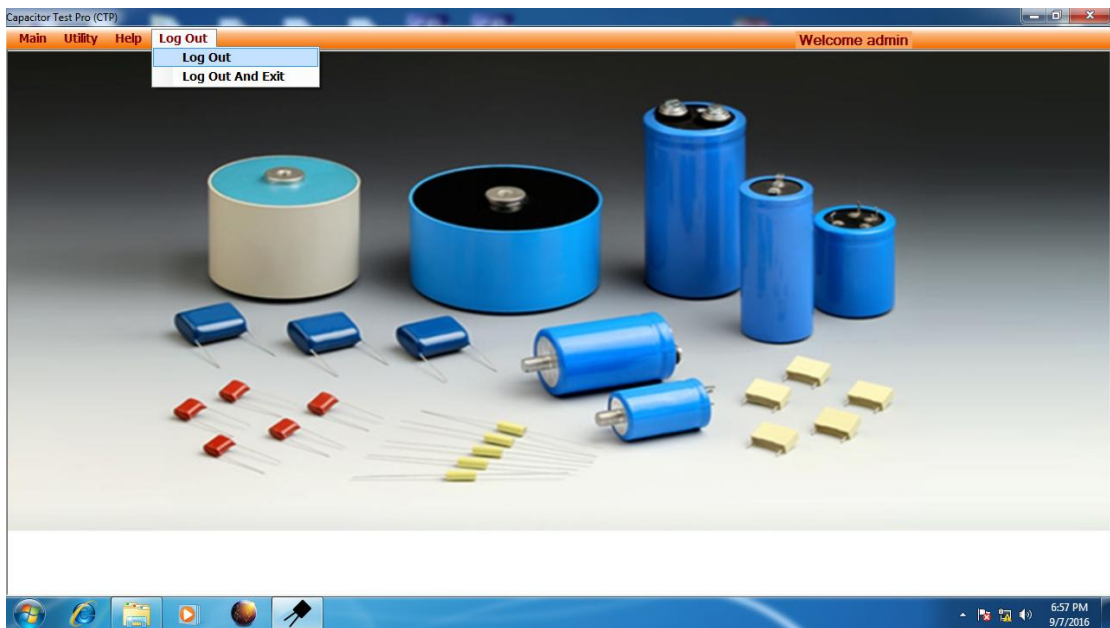 Capacitor Test Pro (CTP)
Main Utility Help Log Out Welcome admin
Log Out
Log Out And Exit
6:57 PM
9/7/2016